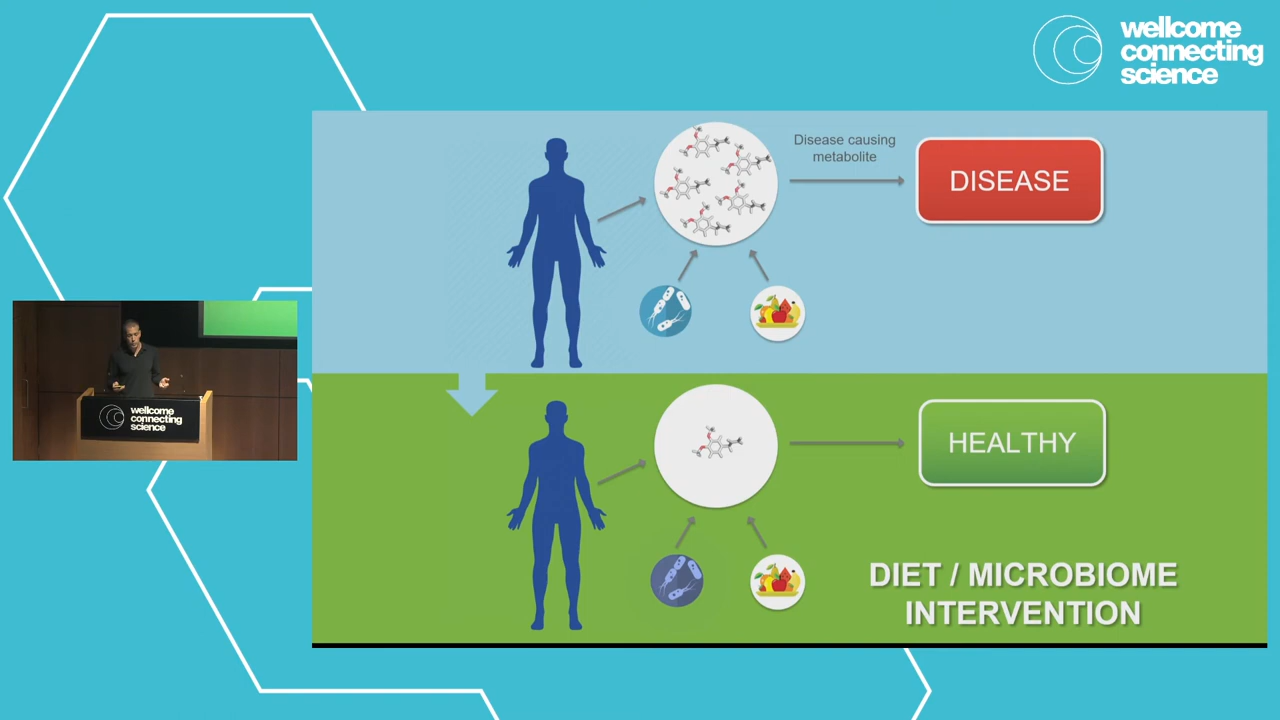 wellcome
connecting
science
Disease causing
metabolite
DISEASE
wellcome
connecting
science
HEALTHY
DIET / MICROBIOME
INTERVENTION